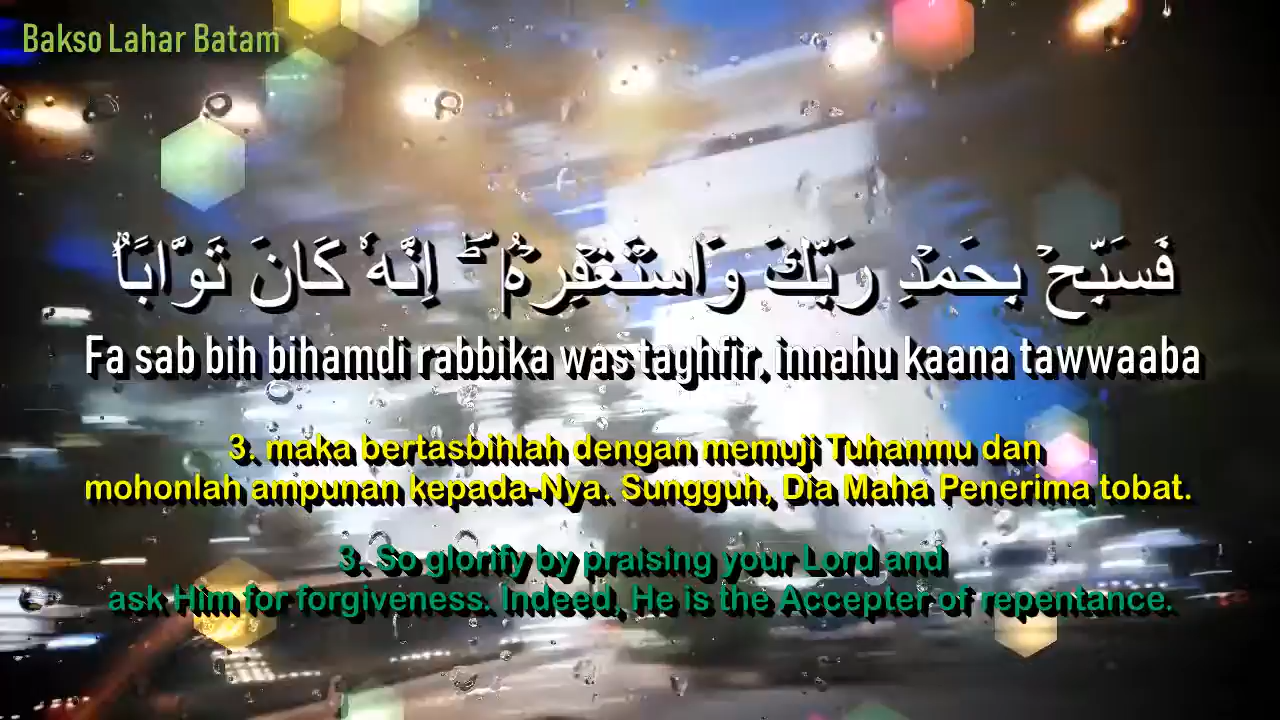 Bakso Lahar Batam
فَسَبِّحْ بِحَمْدِ رَبِّكَ وَاسْتَغْفِرْهُۗ اِنَّهٗ كَانَ تَوَّابًاࣖ
Fa sab bih bihamdi rabbika was taghfir, innahu kaana tawwaaba
3. maka bertasbihlah dengan memuji Tuhanmu dan
mohonlah ampunan kepada-Nya. Sungguh, Dia Maha Penerima tobat.
3. So glorify by praising your Lord and
ask Him for forgiveness. Indeed, He is the Accepter of repentance.